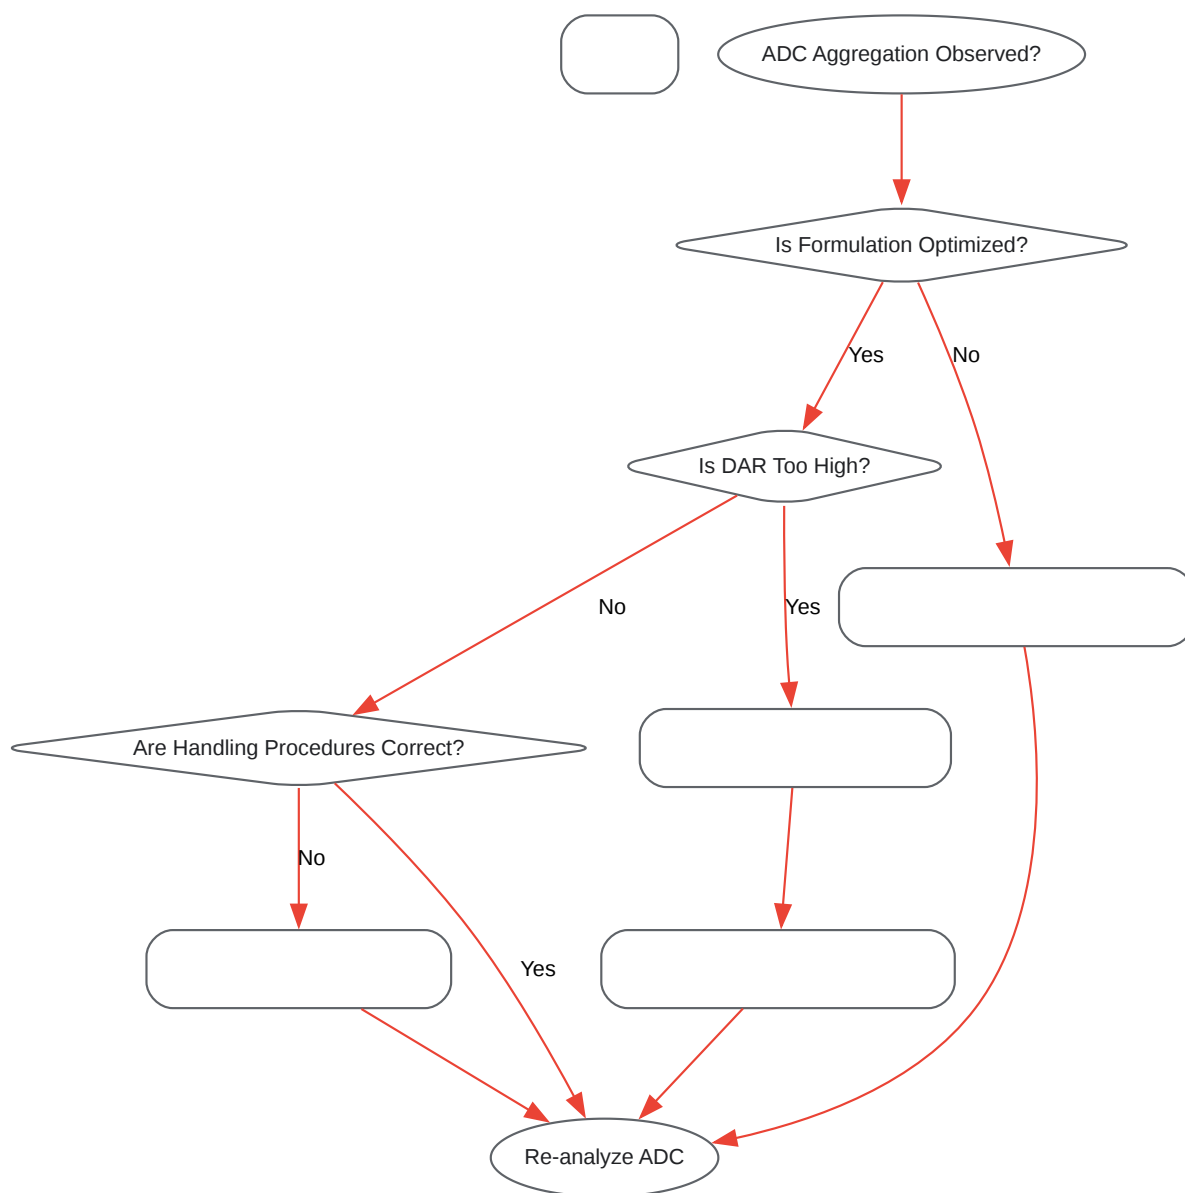 ADC Aggregation Observed?
Is Formulation Optimized?
Yes
No
Is DAR Too High?
No
Yes
Are Handling Procedures Correct?
No
Yes
Re-analyze ADC